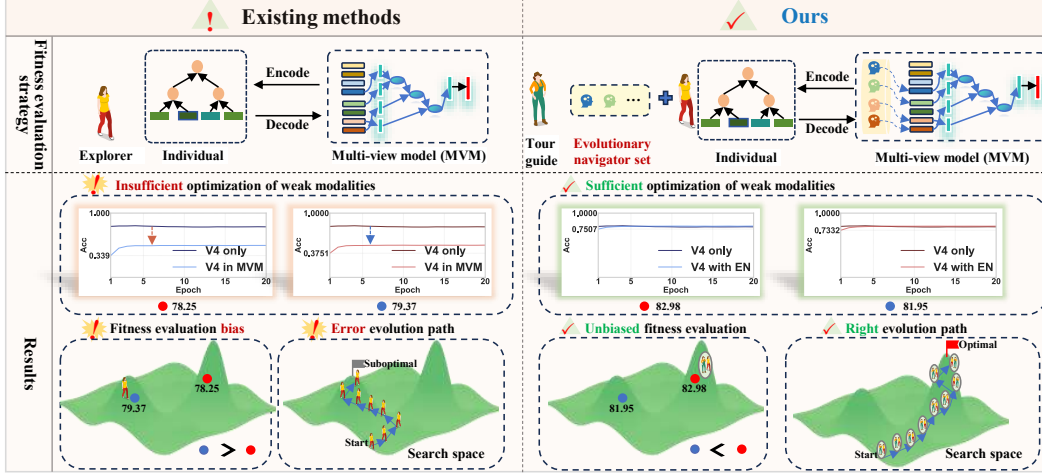 Existing methods
Ours
Fitness evaluation
strategy
Encode
Decode
Explorer
Individual
Multi-view model (MVM)
Encode
Decode
Tour
guide
Evolutionary
navigator set
...
Individual
Multi-view model (MVM)
Results
Insufficient optimization of weak modalities
1.000
0.339
Acc
V4 only
V4 in MVM
1 5 10 15 20
Epoch
78.25
1.0000
0.3751
Acc
V4 only
V4 in MVM
1 5 10 15 20
Epoch
79.37
Sufficient optimization of weak modalities
1.0000
0.7507
Acc
V4 only
V4 with EN
1 5 10 15 20
Epoch
82.98
1.0000
0.7332
Acc
V4 only
V4 with EN
1 5 10 15 20
Epoch
81.95
Fitness evaluation bias
79.37
78.25
>
Error evolution path
Suboptimal
Start
Search space
Unbiased fitness evaluation
81.95
82.98
<
Right evolution path
Optimal
Start
Search space